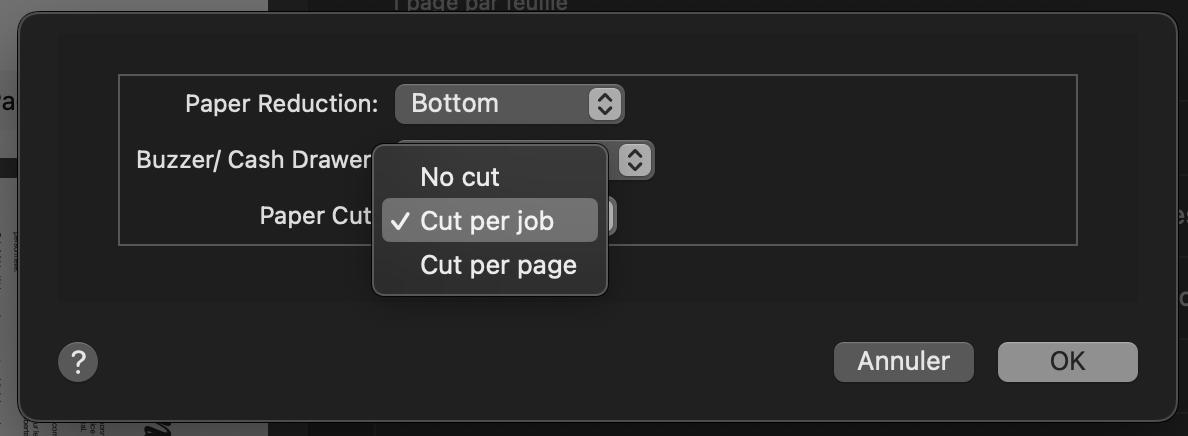 1 page par feuille
Paper Reduction: Bottom
Buzzer/ Cash Drawer
No cut
Paper Cut
✓ Cut per job
Cut per page
? Annuler OK